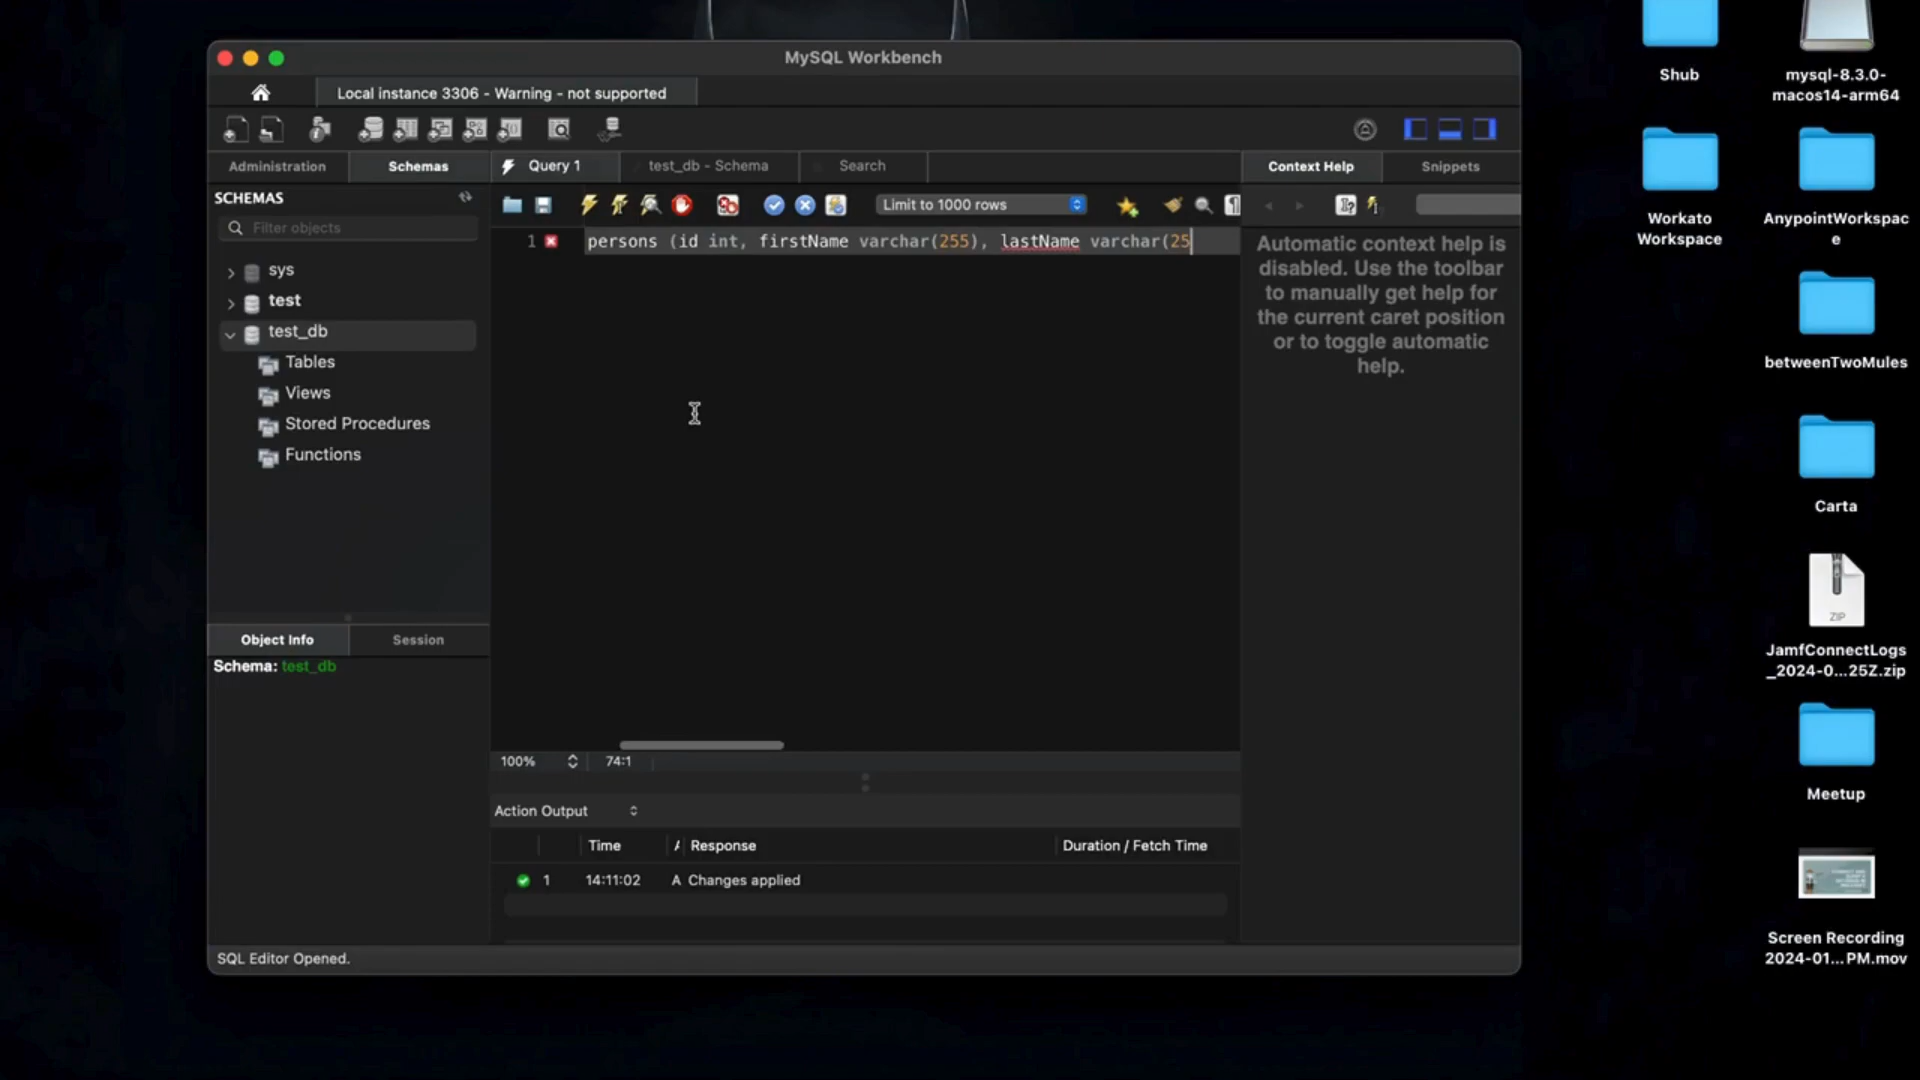 MySQL Workbench
Local instance 3306 - Warning - not supported
Administration
Schemas
Query 1
test_db - Schema
Search
Context Help
Snippets
SCHEMAS
Filter objects
Limit to 1000 rows
1
persons (id int, firstName varchar(255), lastName varchar(25
sys
test
test_db
Tables
Views
Stored Procedures
Functions
Automatic context help is
disabled. Use the toolbar
to manually get help for
the current caret position
or to toggle automatic
help.
Object Info
Session
Schema: test_db
100%
74:1
Action Output
Time
Response
Duration / Fetch Time
1
14:11:02
A
Changes applied
SQL Editor Opened.
Shub
mysql-8.3.0-
macos14-arm64
Workato
Workspace
AnypointWorkspac
e
betweenTwoMules
Carta
ZIP
JamfConnectLogs
_2024-0...25Z.zip
Meetup
Screen Recording
2024-01...PM.mov